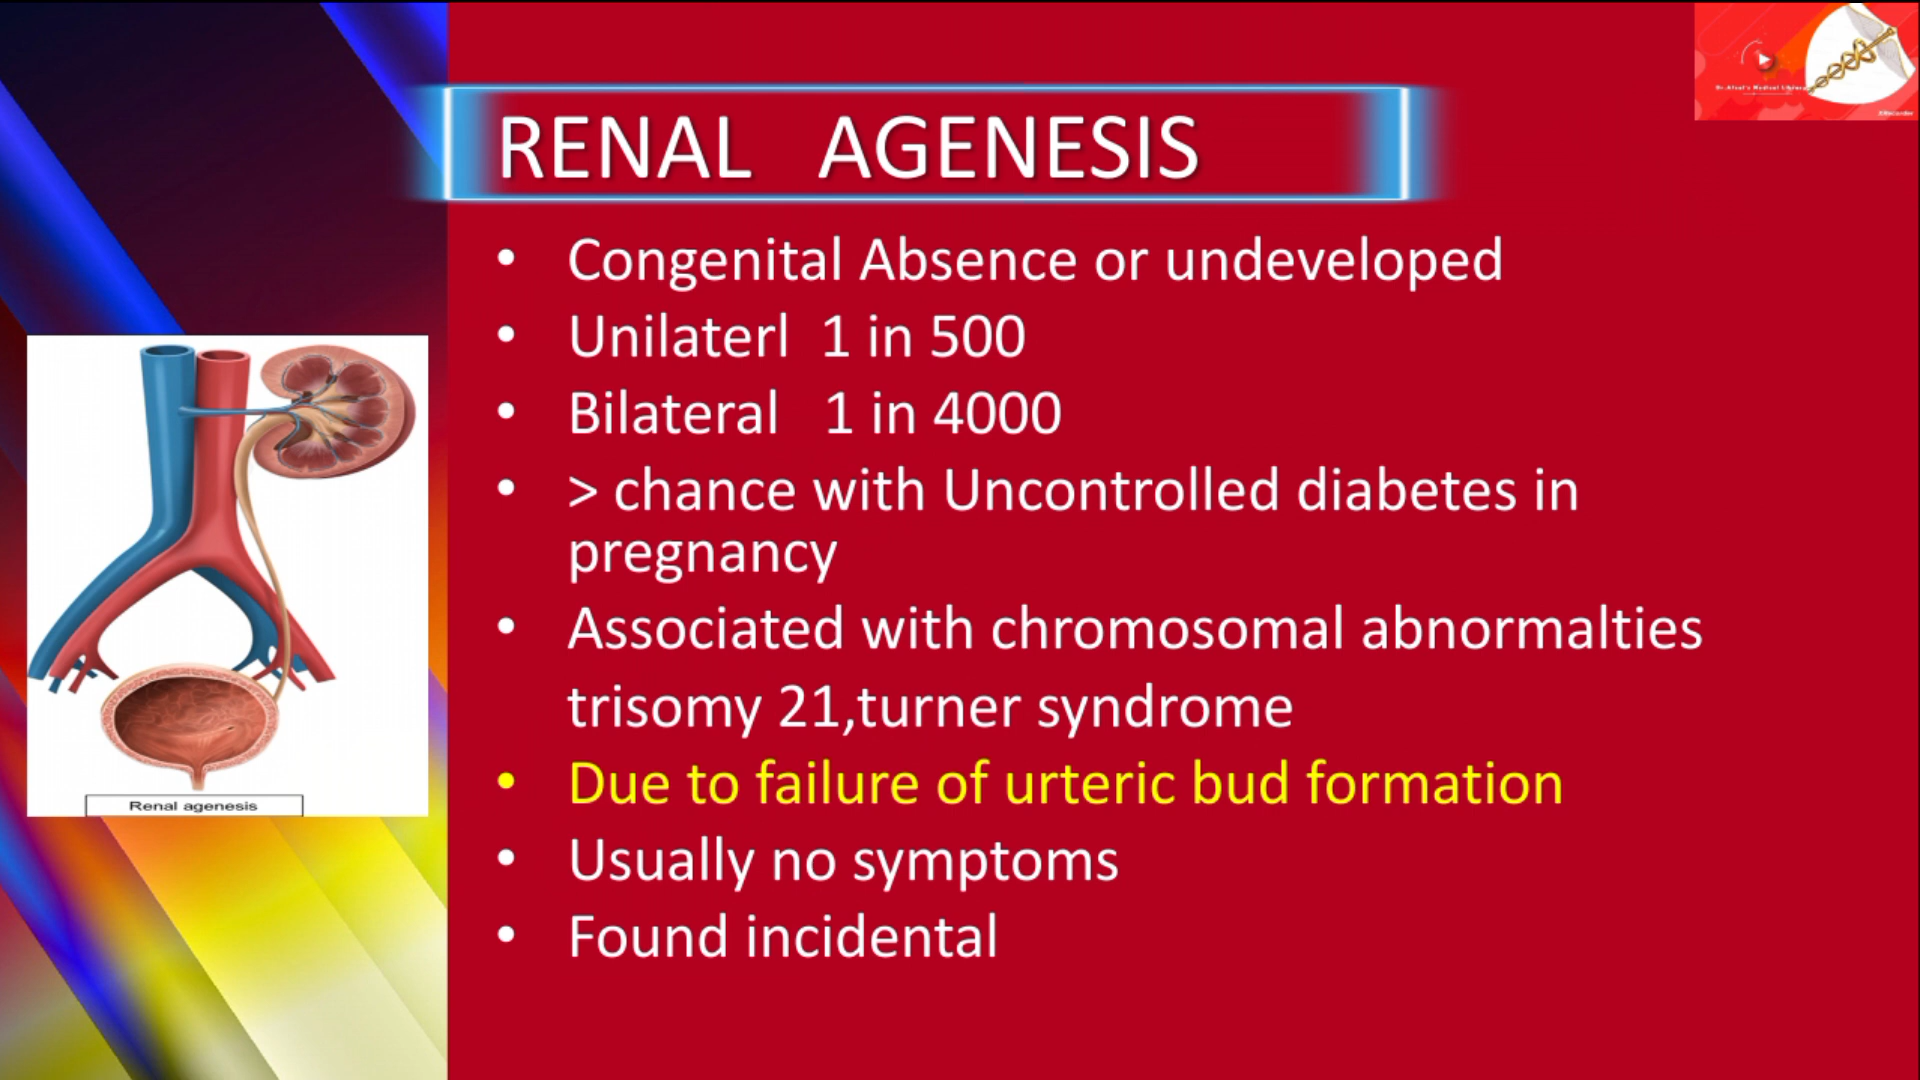 RENAL AGENESIS
• Congenital Absence or undeveloped
• Unilaterl 1 in 500
• Bilateral 1 in 4000
• > chance with Uncontrolled diabetes in
pregnancy
• Associated with chromosomal abnormalties
trisomy 21,turner syndrome
• Due to failure of urteric bud formation
• Usually no symptoms
• Found incidental
Renal agenesis